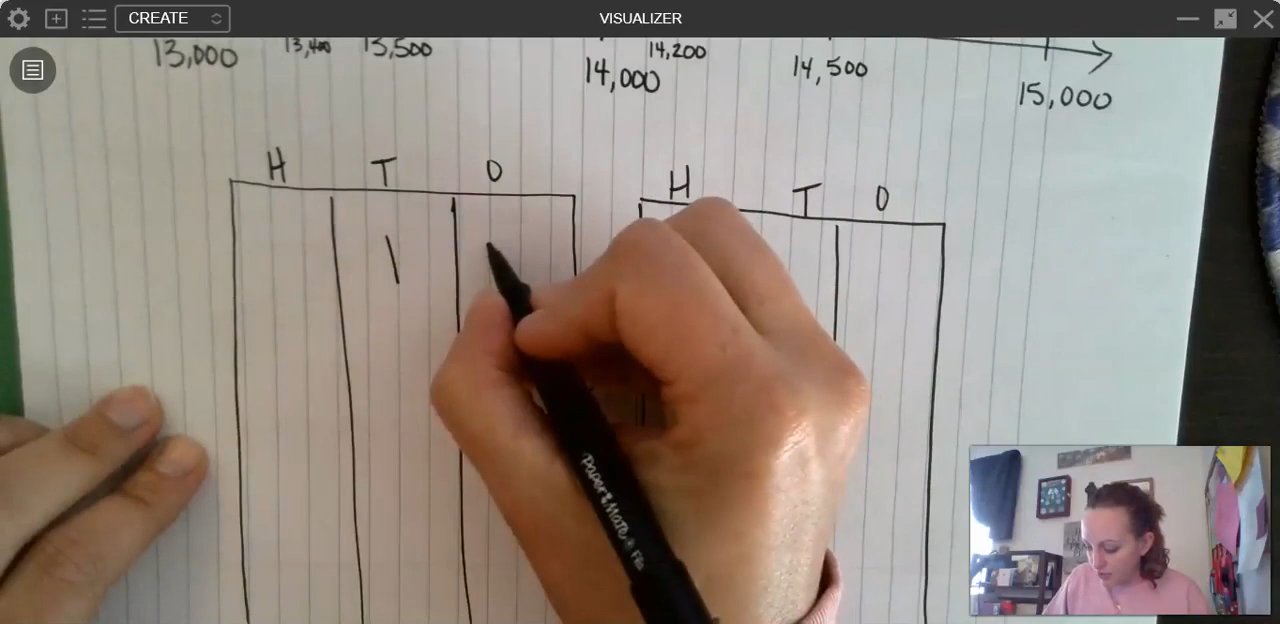 CREATE
VISUALIZER
13,000 13,400 13,500 14,000 14,200 14,500 15,000
H T O H T O
1
PaperMate